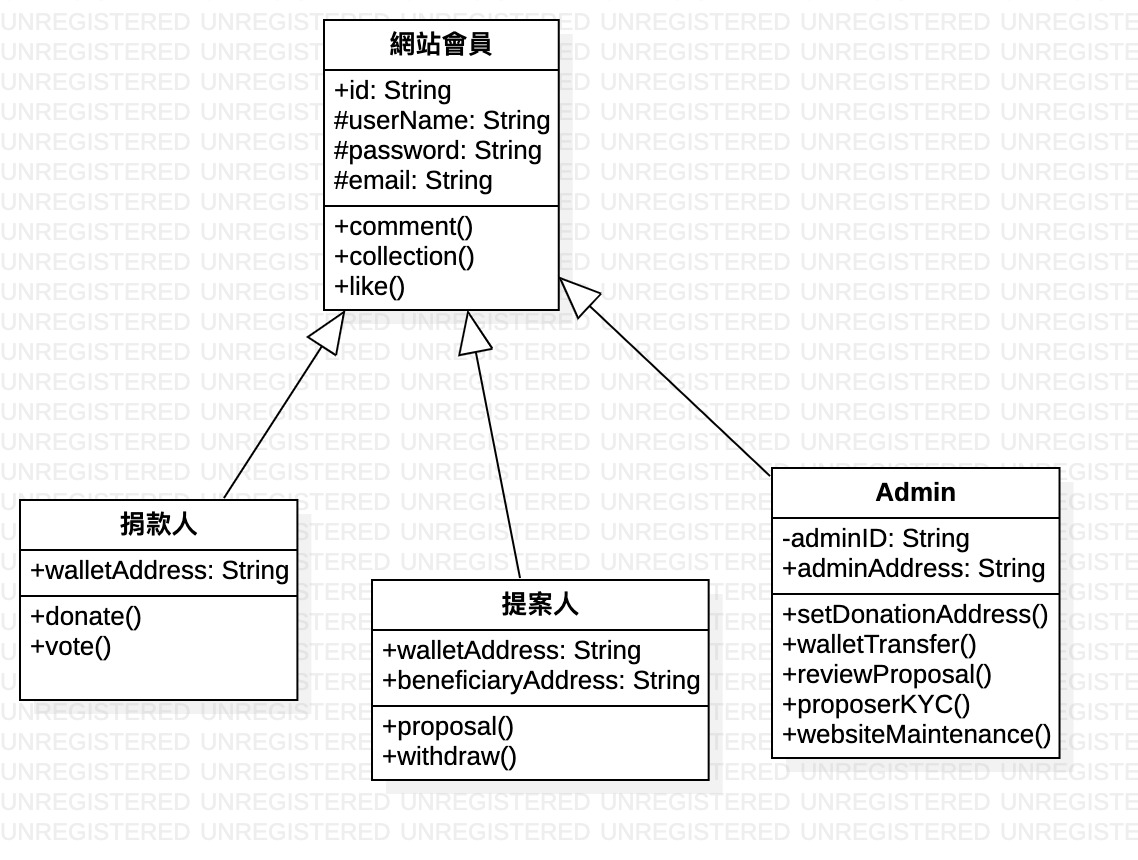 網站會員
+id: String
#userName: String
#password: String
#email: String
+comment()
+collection()
+like()
捐款人
+walletAddress: String
+donate()
+vote()
提案人
+walletAddress: String
+beneficiaryAddress: String
+proposal()
+withdraw()
Admin
-adminID: String
+adminAddress: String
+setDonationAddress()
+walletTransfer()
+reviewProposal()
+proposerKYC()
+websiteMaintenance()
UNREGISTERED